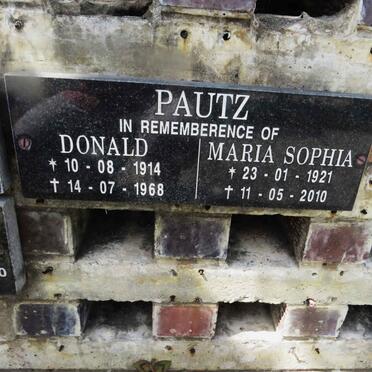 PAUTZ
IN REMEMBERENCE OF
DONALD
* 10 - 08 - 1914
† 14 - 07 - 1968
MARIA SOPHIA
* 23 - 01 - 1921
† 11 - 05 - 2010